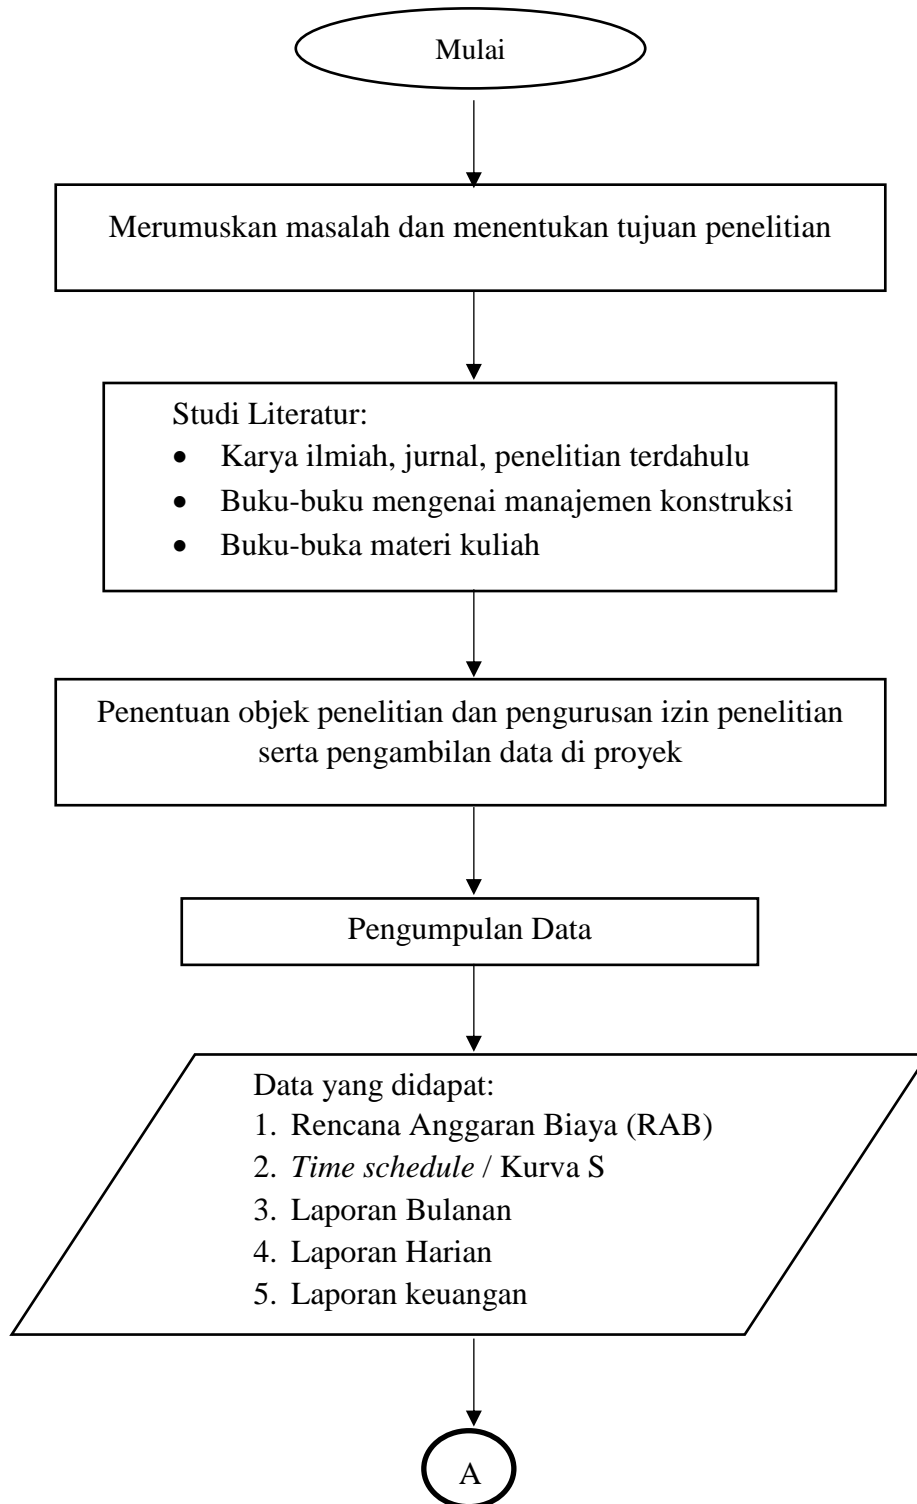 Mulai
Merumuskan masalah dan menentukan tujuan penelitian
Studi Literatur:
• Karya ilmiah, jurnal, penelitian terdahulu
• Buku-buku mengenai manajemen konstruksi
• Buku-buka materi kuliah
Penentuan objek penelitian dan pengurusan izin penelitian
serta pengambilan data di proyek
Pengumpulan Data
Data yang didapat:
1. Rencana Anggaran Biaya (RAB)
2. Time schedule / Kurva S
3. Laporan Bulanan
4. Laporan Harian
5. Laporan keuangan
A